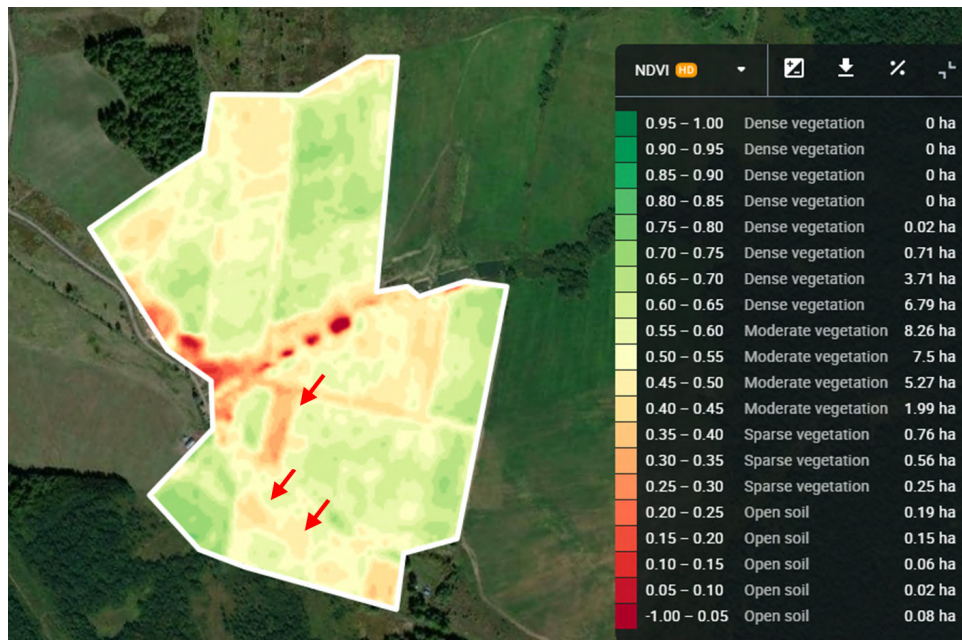 NDVI HD
0.95 – 1.00 Dense vegetation 0 ha
0.90 – 0.95 Dense vegetation 0 ha
0.85 – 0.90 Dense vegetation 0 ha
0.80 – 0.85 Dense vegetation 0 ha
0.75 – 0.80 Dense vegetation 0.02 ha
0.70 – 0.75 Dense vegetation 0.71 ha
0.65 – 0.70 Dense vegetation 3.71 ha
0.60 – 0.65 Dense vegetation 6.79 ha
0.55 – 0.60 Moderate vegetation 8.26 ha
0.50 – 0.55 Moderate vegetation 7.5 ha
0.45 – 0.50 Moderate vegetation 5.27 ha
0.40 – 0.45 Moderate vegetation 1.99 ha
0.35 – 0.40 Sparse vegetation 0.76 ha
0.30 – 0.35 Sparse vegetation 0.56 ha
0.25 – 0.30 Sparse vegetation 0.25 ha
0.20 – 0.25 Open soil 0.19 ha
0.15 – 0.20 Open soil 0.15 ha
0.10 – 0.15 Open soil 0.06 ha
0.05 – 0.10 Open soil 0.02 ha
-1.00 – 0.05 Open soil 0.08 ha